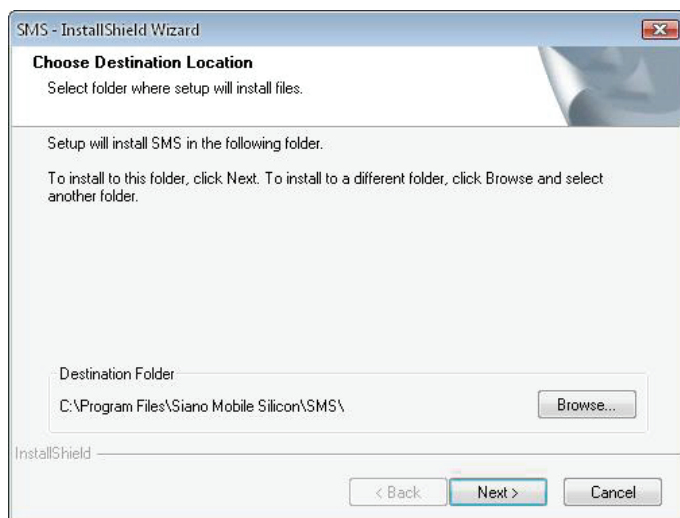 SMS - InstallShield Wizard
Choose Destination Location
Select folder where setup will install files.
Setup will install SMS in the following folder.
To install to this folder, click Next. To install to a different folder, click Browse and select
another folder.
Destination Folder
C:\Program Files\Siano Mobile Silicon\SMS\
Browse...
InstallShield
< Back
Next >
Cancel